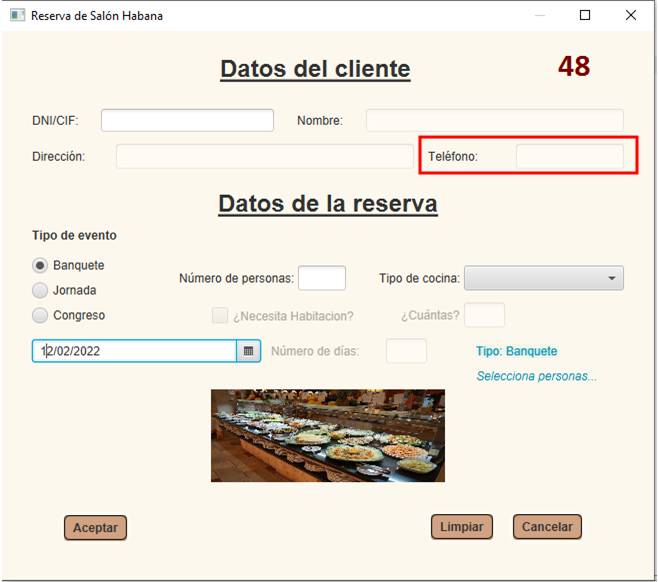 Reserva de Salón Habana
Datos del cliente
48
DNI/CIF:
Nombre:
Dirección:
Teléfono:
Datos de la reserva
Tipo de evento
Banquete
Número de personas:
Tipo de cocina:
Jornada
Congreso
¿Necesita Habitacion?
¿Cuántas?
12/02/2022
Número de días:
Tipo: Banquete
Selecciona personas...
Aceptar
Limpiar
Cancelar